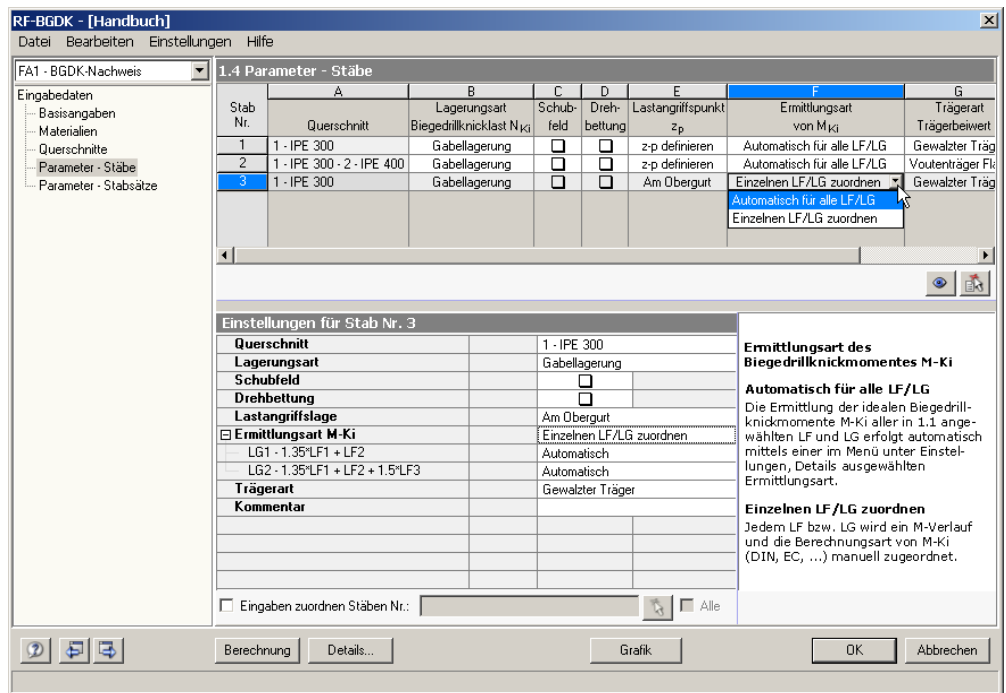 RF-BGDK - [Handbuch]
Datei Bearbeiten Einstellungen Hilfe
FA1 - BGDK-Nachweis
Eingabedaten
Basisangaben
Materialien
Querschnitte
Parameter - Stäbe
Parameter - Stabsätze
1.4 Parameter - Stäbe
A B C D E F G
Stab Lagerungsart Schub- Dreh- Lastangriffspunkt Ermittlungsart Trägerart
Nr. Querschnitt Biegedrillknicklast NKi feld bettung zp von MKi Trägerbeiwert
1 1 - IPE 300 Gabellagerung z-p definieren Automatisch für alle LF/LG Gewalzter Träg
2 1 - IPE 300 - 2 - IPE 400 Gabellagerung z-p definieren Automatisch für alle LF/LG Voutenträger Fla
3 1 - IPE 300 Gabellagerung Am Obergurt Einzelnen LF/LG zuordnen Gewalzter Träg
Automatisch für alle LF/LG
Einzelnen LF/LG zuordnen
Einstellungen für Stab Nr. 3
Querschnitt 1 - IPE 300
Lagerungsart Gabellagerung
Schubfeld
Drehbettung
Lastangriffslage Am Obergurt
Ermittlungsart M-Ki Einzelnen LF/LG zuordnen
LG1 - 1.35*LF1 + LF2 Automatisch
LG2 - 1.35*LF1 + LF2 + 1.5*LF3 Automatisch
Trägerart Gewalzter Träger
Kommentar
Eingaben zuordnen Stäben Nr.: Alle
Ermittlungsart des
Biegedrillknickmomentes M-Ki
Automatisch für alle LF/LG
Die Ermittlung der idealen Biegedrill-
knickmomente M-Ki aller in 1.1 ange-
wählten LF und LG erfolgt automatisch
mittels einer im Menü unter Einstel-
lungen, Details ausgewählten
Ermittlungsart.
Einzelnen LF/LG zuordnen
Jedem LF bzw. LG wird ein M-Verlauf
und die Berechnungsart von M-Ki
(DIN, EC, ...) manuell zugeordnet.
Berechnung Details... Grafik OK Abbrechen